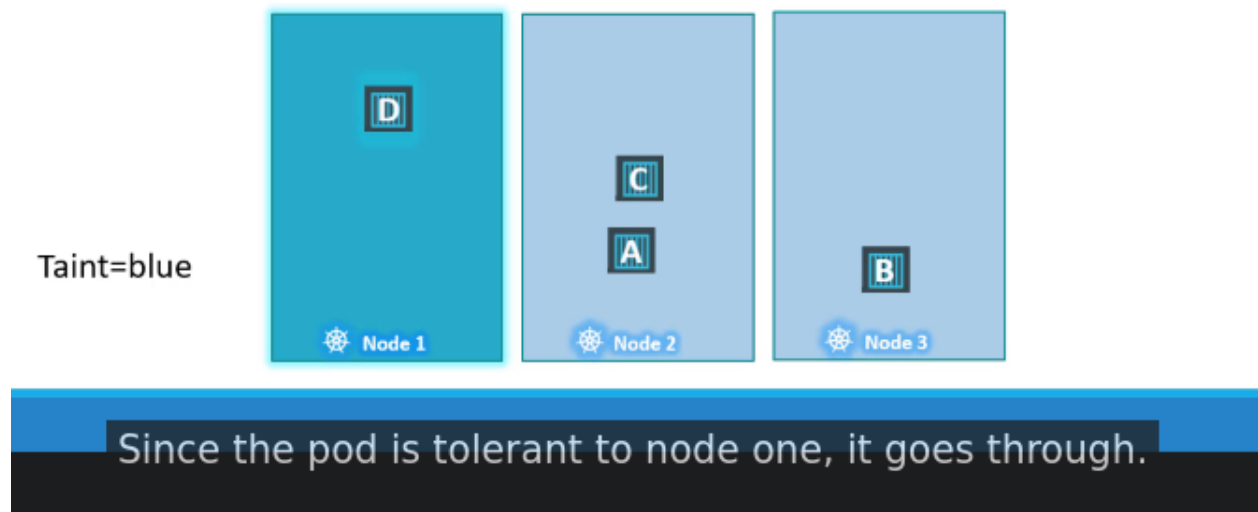 D
C
A
Taint=blue
B
Node 1
Node 2
Node 3
Since the pod is tolerant to node one, it goes through.